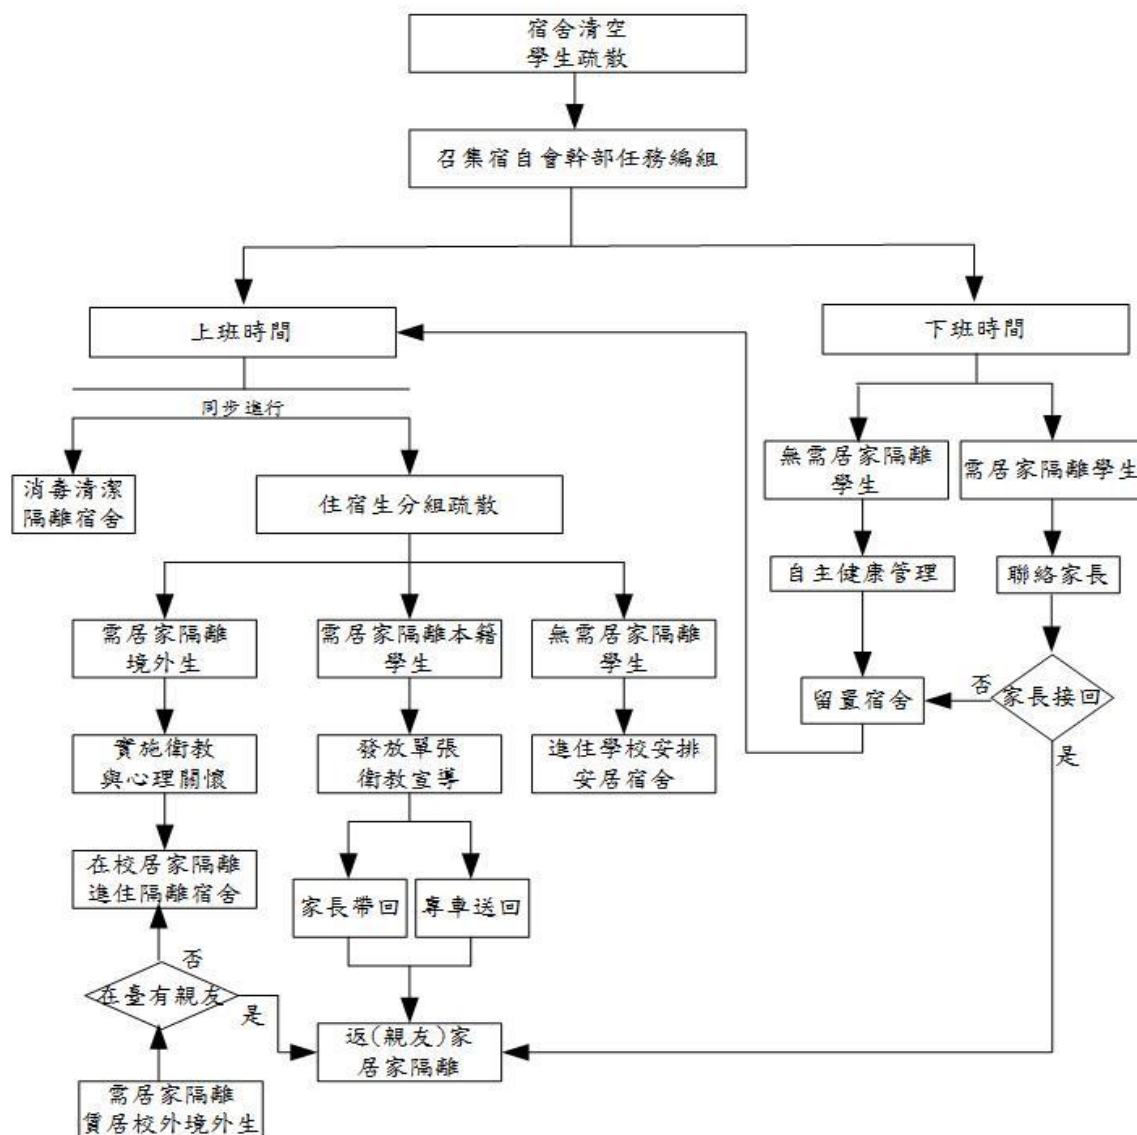 宿舍清空
學生疏散
召集宿自會幹部任務編組
上班時間
下班時間
同步進行
消毒清潔
隔離宿舍
住宿生分組疏散
無需居家隔離
學生
需居家隔離學生
自主健康管理
聯絡家長
需居家隔離
境外生
需居家隔離本籍
學生
無需居家隔離
學生
留置宿舍
否
家長接回
是
實施衛教
與心理關懷
發放單張
衛教宣導
進住學校安排
安居宿舍
在校居家隔離
進住隔離宿舍
家長帶回
專車送回
否
在臺有親友
是
返(親友)家
居家隔離
需居家隔離
賃居校外境外生